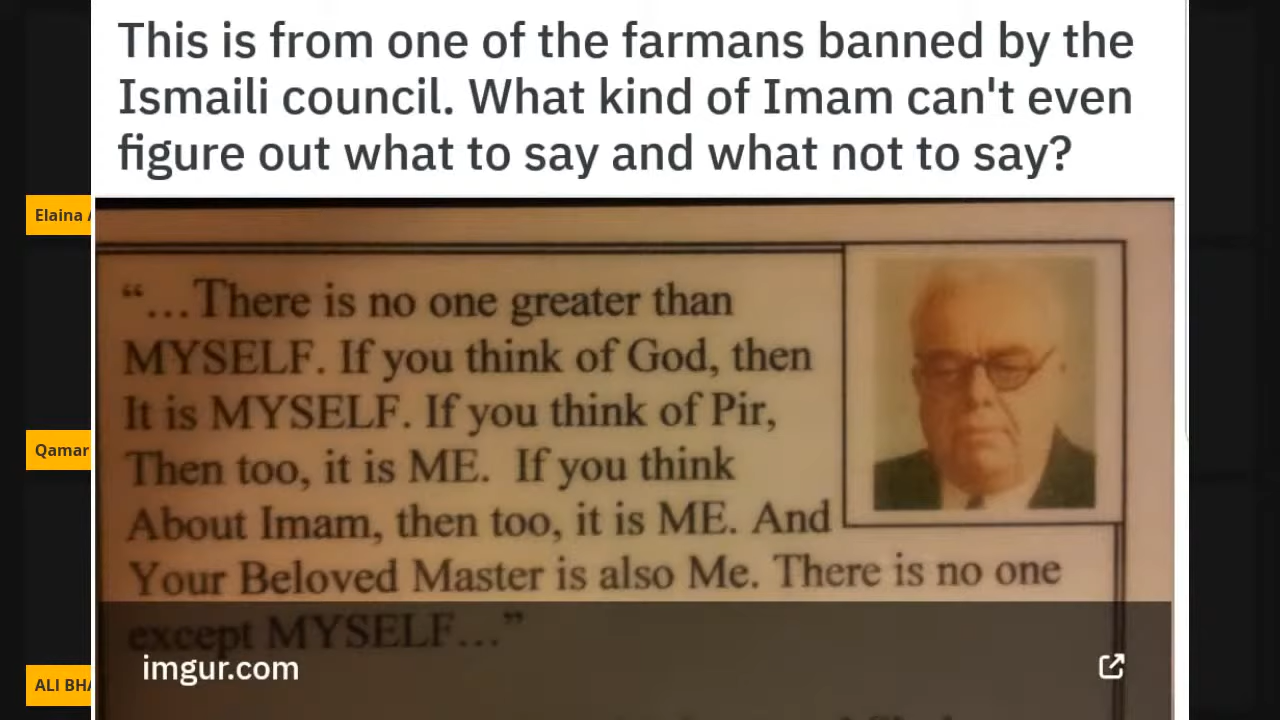 This is from one of the farmans banned by the
Ismaili council. What kind of Imam can't even
figure out what to say and what not to say?
Elaina
Qamar
ALI BHA
“...There is no one greater than
MYSELF. If you think of God, then
It is MYSELF. If you think of Pir,
Then too, it is ME. If you think
About Imam, then too, it is ME. And
Your Beloved Master is also Me. There is no one
except MYSELF...”
imgur.com